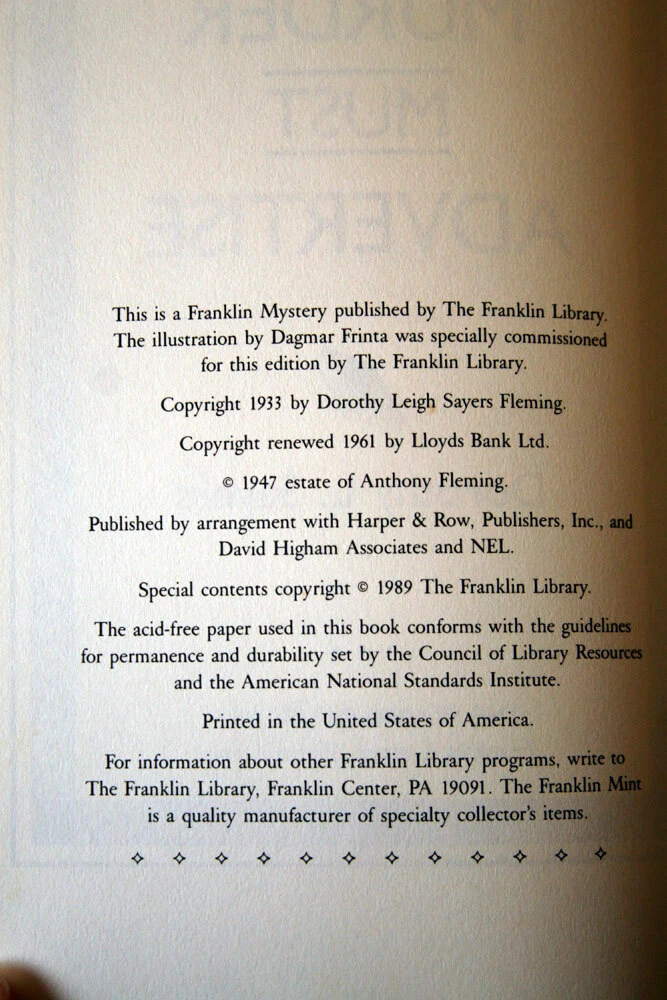 MURDER
MUST
ADVERTISE
This is a Franklin Mystery published by The Franklin Library.
The illustration by Dagmar Frinta was specially commissioned
for this edition by The Franklin Library.
Copyright 1933 by Dorothy Leigh Sayers Fleming.
Copyright renewed 1961 by Lloyds Bank Ltd.
© 1947 estate of Anthony Fleming.
Published by arrangement with Harper & Row, Publishers, Inc., and
David Higham Associates and NEL.
Special contents copyright © 1989 The Franklin Library.
The acid-free paper used in this book conforms with the guidelines
for permanence and durability set by the Council of Library Resources
and the American National Standards Institute.
Printed in the United States of America.
For information about other Franklin Library programs, write to
The Franklin Library, Franklin Center, PA 19091. The Franklin Mint
is a quality manufacturer of specialty collector's items.